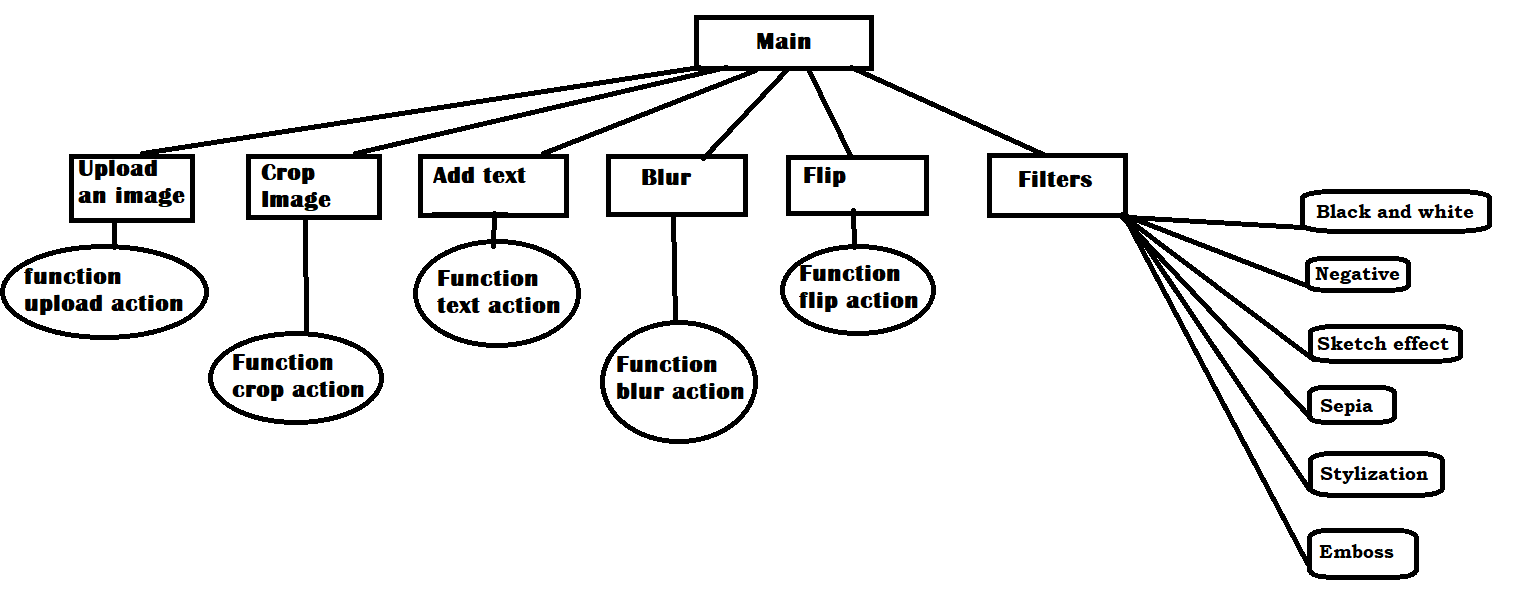 Main
Upload
an image
Crop
Image
Add text
Blur
Flip
Filters
function
upload action
Function
crop action
Function
text action
Function
blur action
Function
flip action
Black and white
Negative
Sketch effect
Sepia
Stylization
Emboss